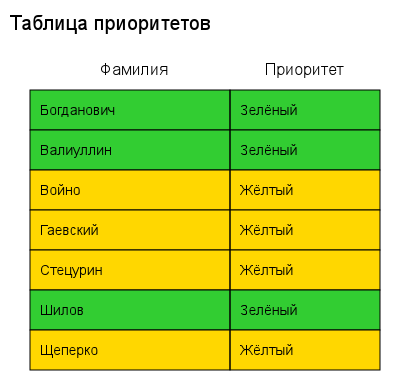 Таблица приоритетов
Фамилия Приоритет
Богданович Зелёный
Валиуллин Зелёный
Войно Жёлтый
Гаевский Жёлтый
Стецурин Жёлтый
Шилов Зелёный
Щеперко Жёлтый